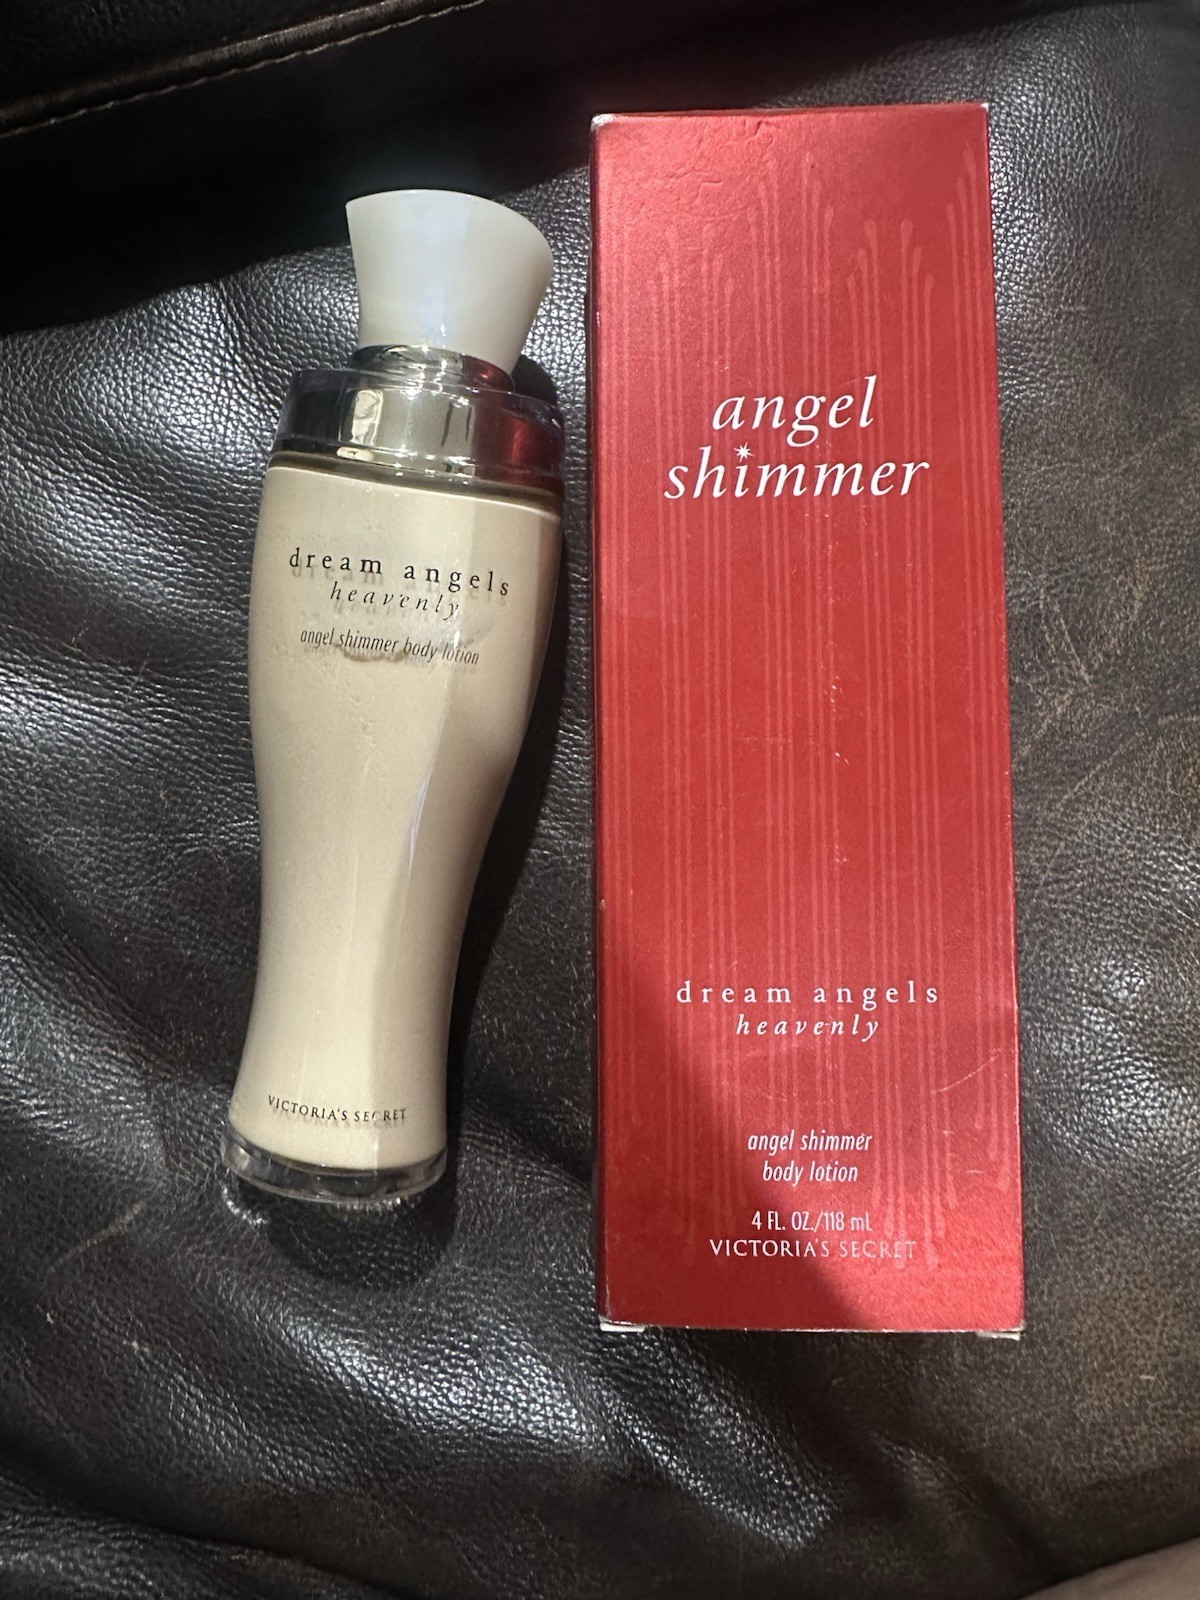 dream angels
heavenly
angel shimmer body lotion
VICTORIA'S SECRET
angel
shimmer
dream angels
heavenly
angel shimmer
body lotion
4 FL. OZ./118 mL
VICTORIA'S SECRET